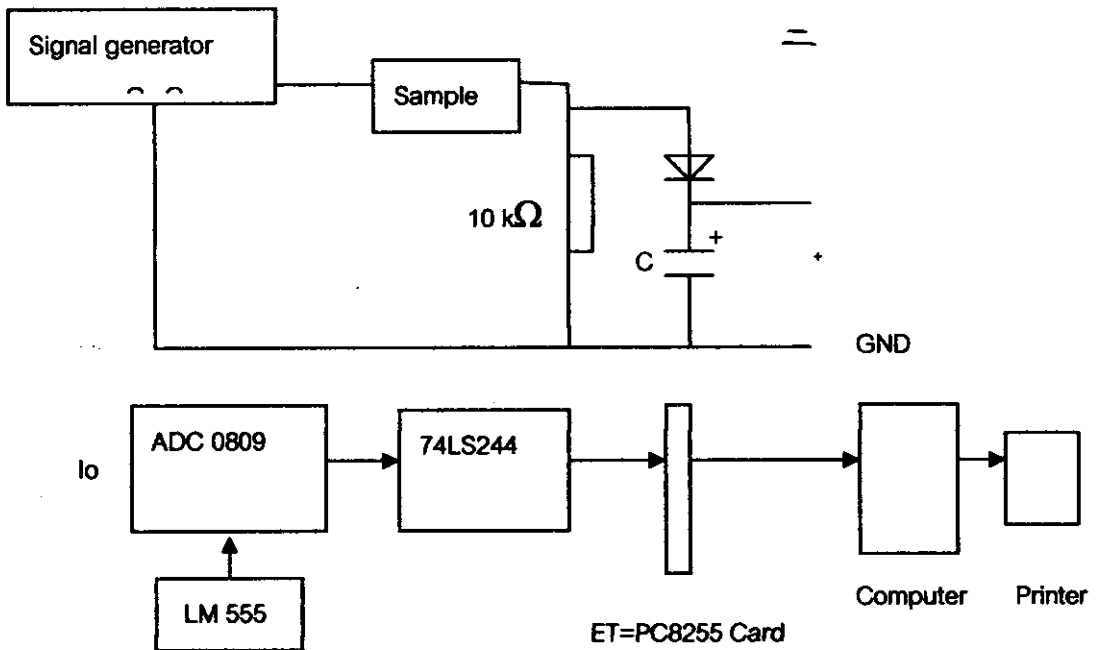 Signal generator
Sample
10 kΩ
C
+
+
GND
Io
ADC 0809
74LS244
LM 555
Computer
Printer
ET=PC8255 Card